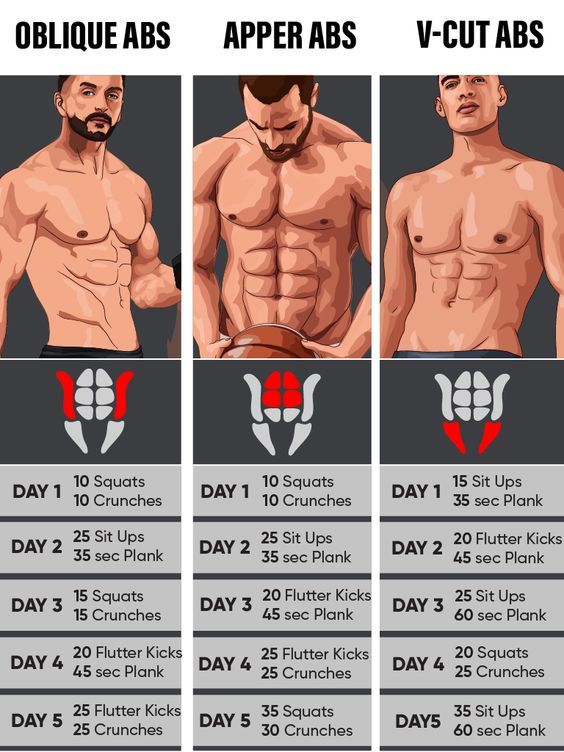 OBLIQUE ABS
DAY 1
10 Squats
10 Crunches
DAY 2
25 Sit Ups
35 sec Plank
DAY 3
15 Squats
15 Crunches
DAY 4
20 Flutter Kicks
45 sec Plank
DAY 5
25 Flutter Kicks
25 Crunches
APPER ABS
DAY 1
10 Squats
10 Crunches
DAY 2
25 Sit Ups
35 sec Plank
DAY 3
20 Flutter Kicks
45 sec Plank
DAY 4
25 Flutter Kicks
25 Crunches
DAY 5
35 Squats
30 Crunches
V-CUT ABS
DAY 1
15 Sit Ups
35 sec Plank
DAY 2
20 Flutter Kicks
45 sec Plank
DAY 3
25 Sit Ups
60 sec Plank
DAY 4
20 Squats
25 Crunches
DAY5
35 Sit Ups
60 sec Plank